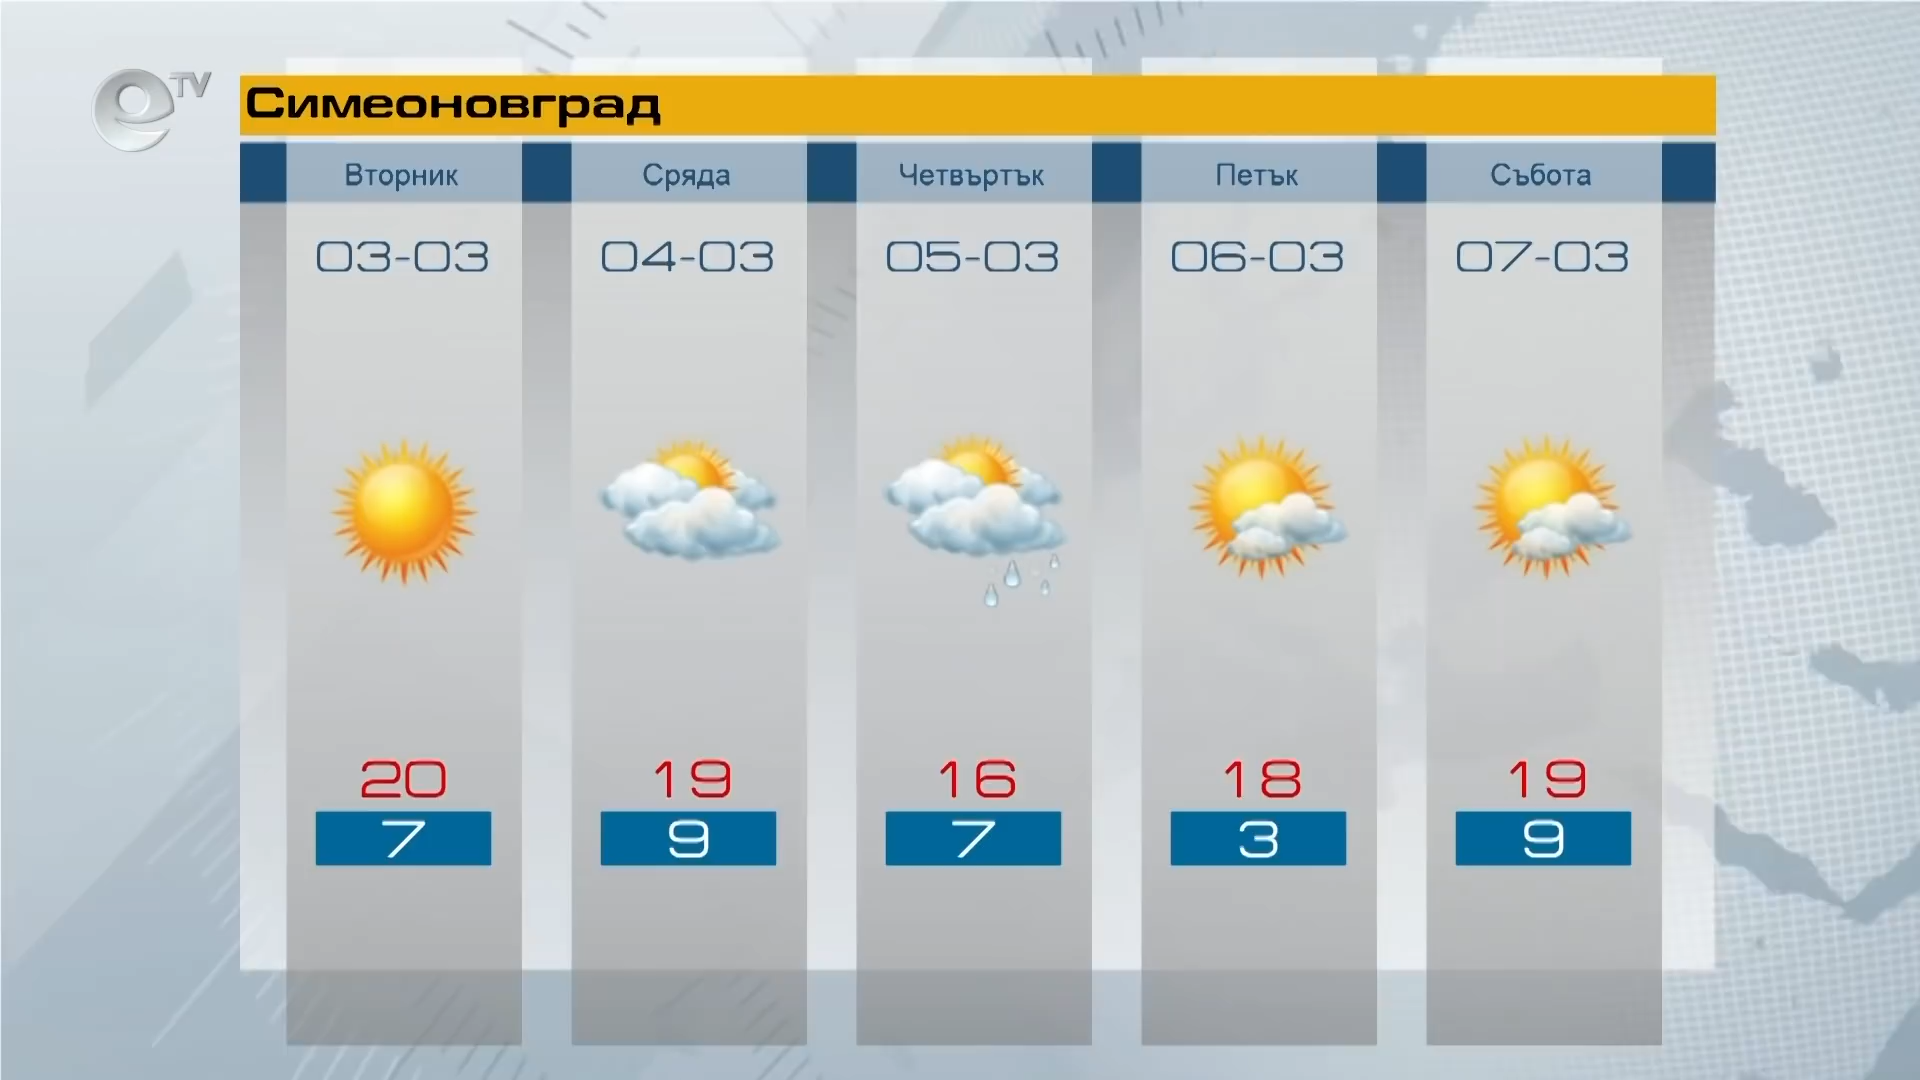 eTV
Симеоновград
Вторник Сряда Четвъртък Петък Събота
03-03 04-03 05-03 06-03 07-03
20 19 16 18 19
7 9 7 3 9